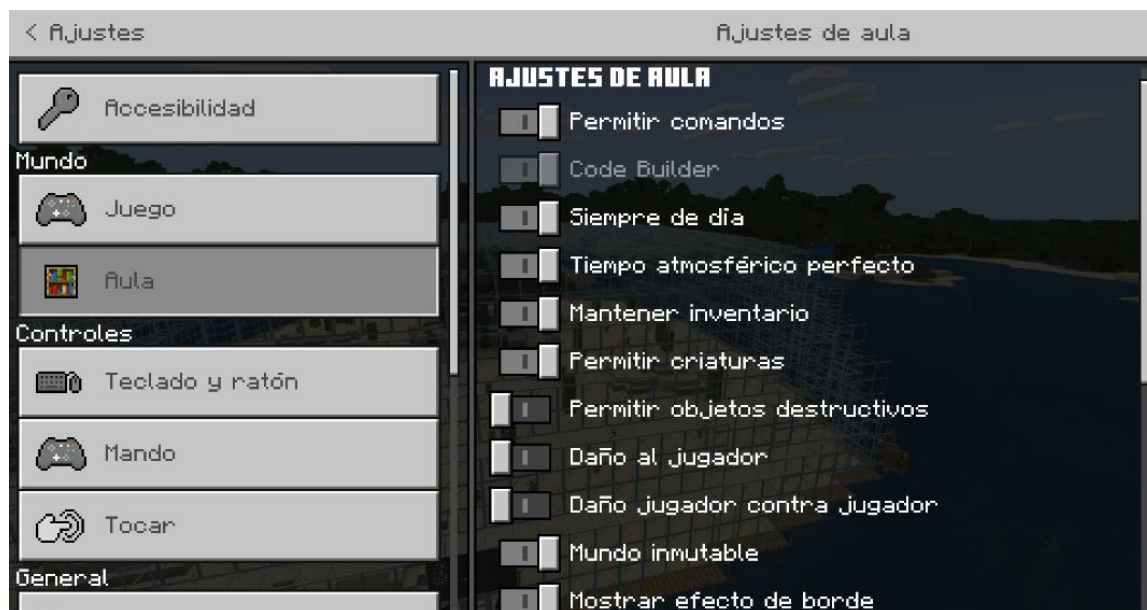 < Ajustes
Ajustes de aula
Accesibilidad
Mundo
Juego
Aula
Controles
Teclado y ratón
Mando
Tocar
General
AJUSTES DE AULA
Permitir comandos
Code Builder
Siempre de día
Tiempo atmosférico perfecto
Mantener inventario
Permitir criaturas
Permitir objetos destructivos
Daño al jugador
Daño jugador contra jugador
Mundo inmutable
Mostrar efecto de borde